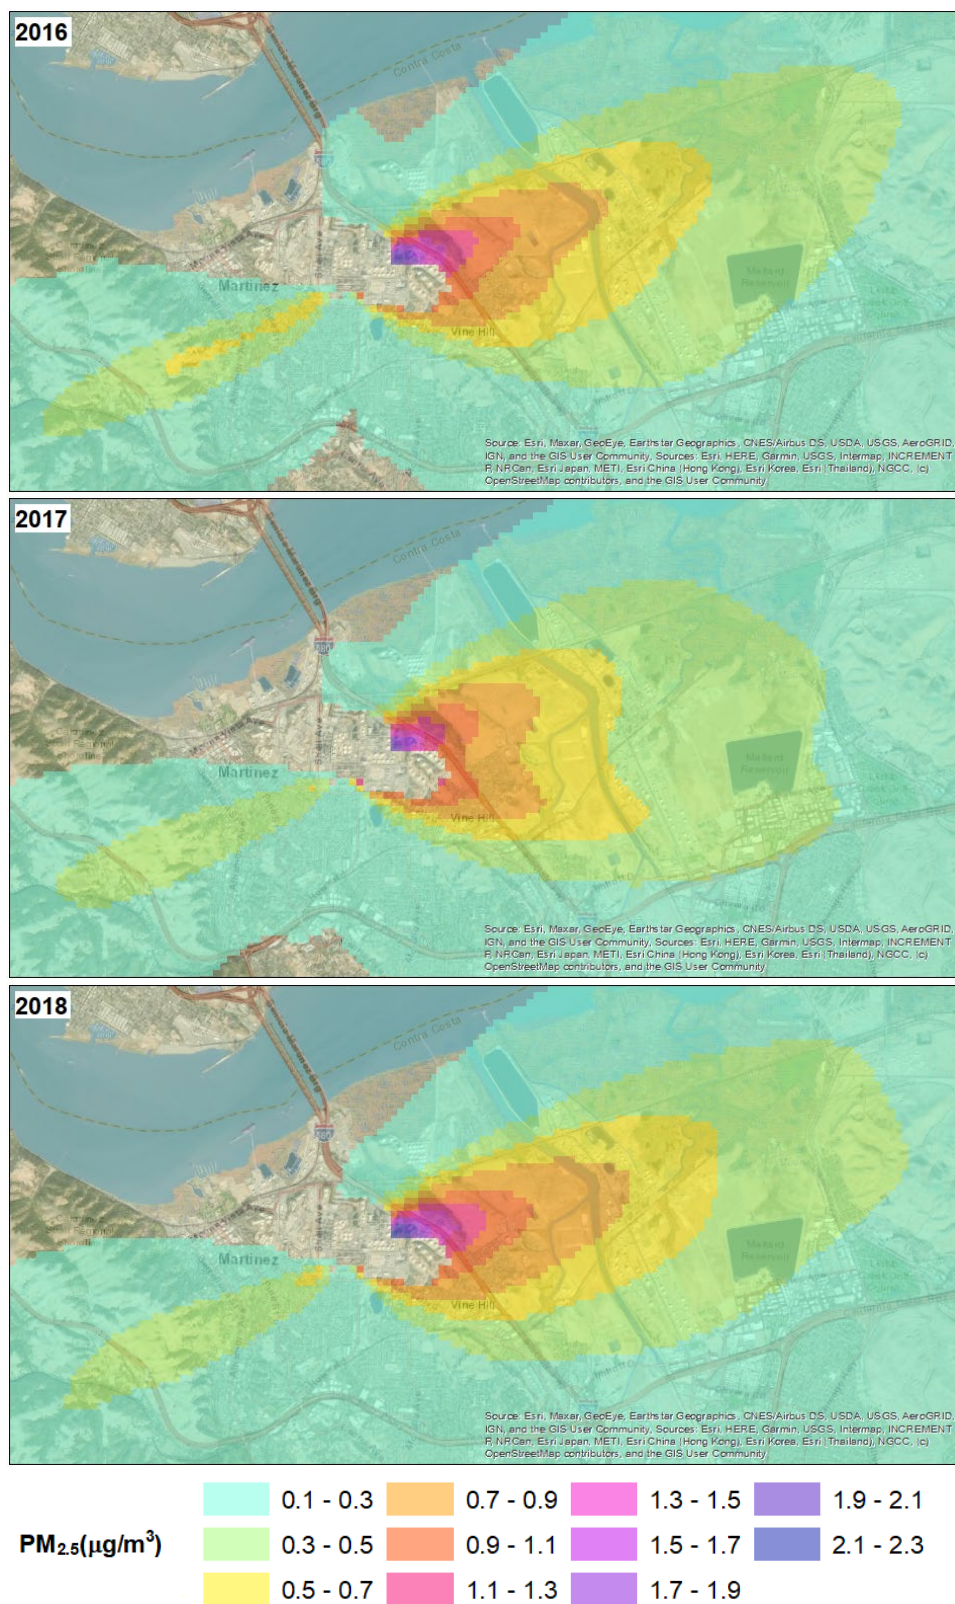 2016
Contra Costa
Martinez
Vine Hill
Mallard
Reservoir
Source: Esri, Maxar, GeoEye, Earthstar Geographics, CNES/Airbus DS, USDA, USGS, AeroGRID,
IGN, and the GIS User Community, Sources: Esri, HERE, Garmin, USGS, Intermap, INCREMENT
P, NRCan, Esri Japan, METI, Esri China (Hong Kong), Esri Korea, Esri (Thailand), NGCC, (c)
OpenStreetMap contributors, and the GIS User Community
2017
Contra Costa
680
Martinez
Vine Hill
Mallard
Reservoir
Source: Esri, Maxar, GeoEye, Earthstar Geographics, CNES/Airbus DS, USDA, USGS, AeroGRID,
IGN, and the GIS User Community, Sources: Esri, HERE, Garmin, USGS, Intermap, INCREMENT
P, NRCan, Esri Japan, METI, Esri China (Hong Kong), Esri Korea, Esri (Thailand), NGCC, (c)
OpenStreetMap contributors, and the GIS User Community
2018
Contra Costa
680
Martinez
Vine Hill
Mallard
Reservoir
Source: Esri, Maxar, GeoEye, Earthstar Geographics, CNES/Airbus DS, USDA, USGS, AeroGRID,
IGN, and the GIS User Community, Sources: Esri, HERE, Garmin, USGS, Intermap, INCREMENT
P, NRCan, Esri Japan, METI, Esri China (Hong Kong), Esri Korea, Esri (Thailand), NGCC, (c)
OpenStreetMap contributors, and the GIS User Community
PM2.5(μg/m³)
0.1 - 0.3
0.3 - 0.5
0.5 - 0.7
0.7 - 0.9
0.9 - 1.1
1.1 - 1.3
1.3 - 1.5
1.5 - 1.7
1.7 - 1.9
1.9 - 2.1
2.1 - 2.3